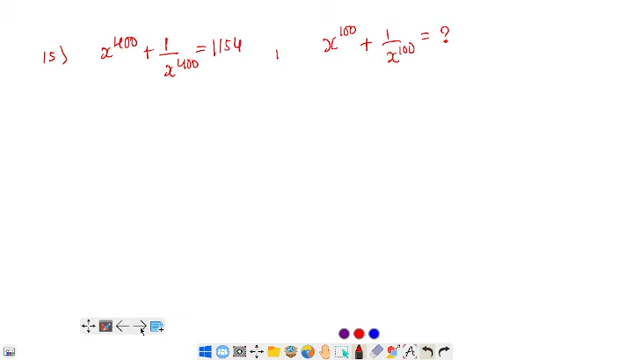 15) x^400 + 1/x^400 = 1154 , x^100 + 1/x^100 = ?